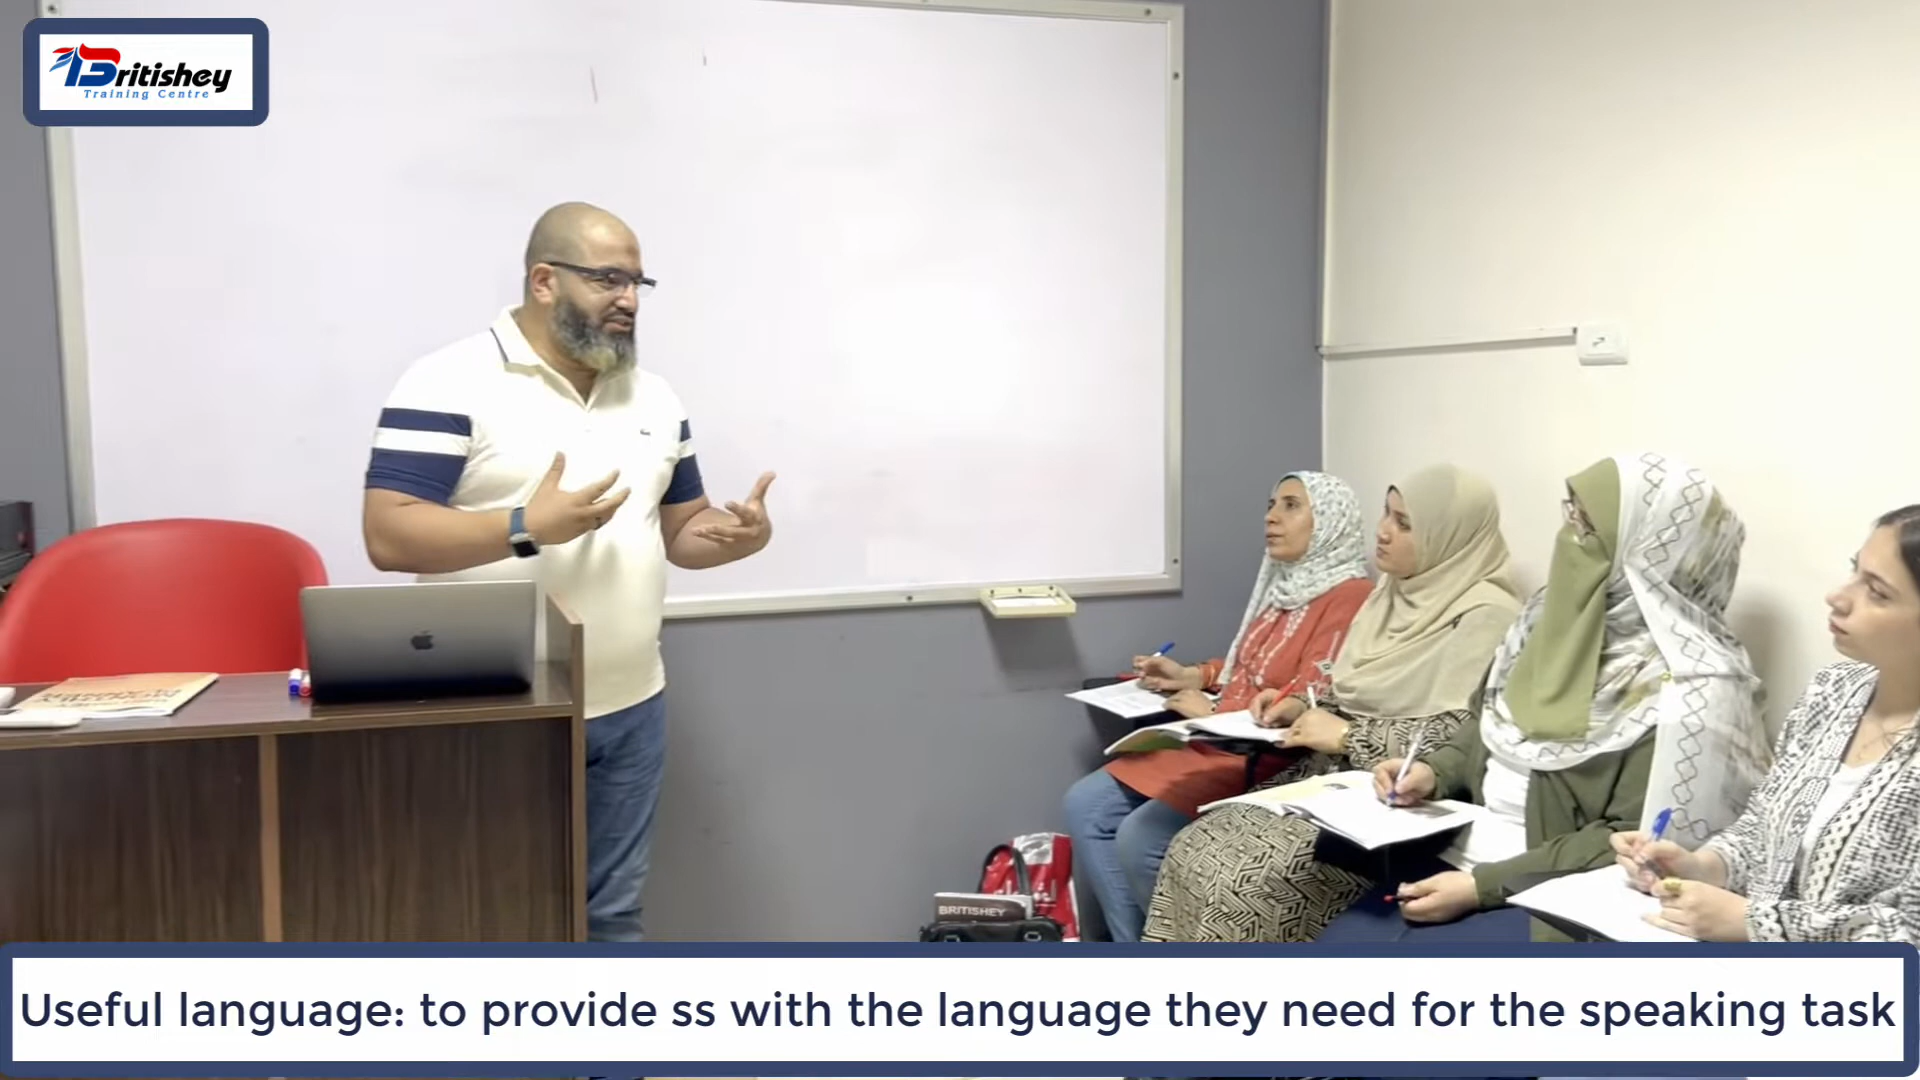 Britishey
Training Centre
BRITISHEY
Useful language: to provide ss with the language they need for the speaking task